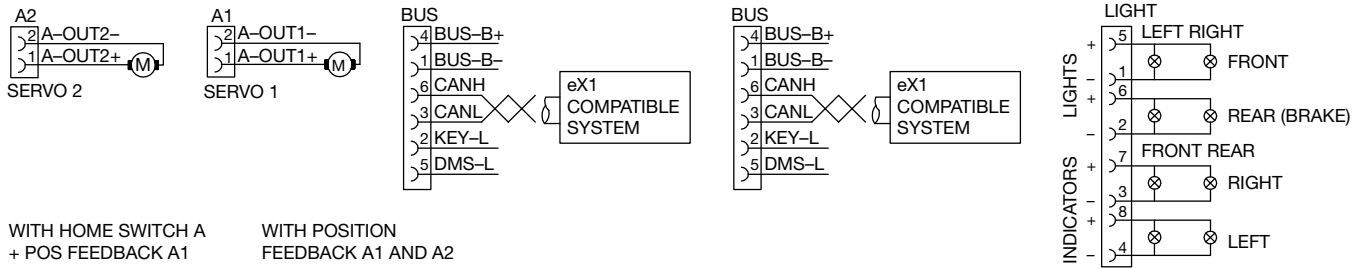 A2
2 A–OUT2–
1 A–OUT2+
M
SERVO 2
A1
2 A–OUT1–
1 A–OUT1+
M
SERVO 1
BUS
4 BUS–B+
1 BUS–B–
6 CANH
3 CANL
2 KEY–L
5 DMS–L
eX1
COMPATIBLE
SYSTEM
BUS
4 BUS–B+
1 BUS–B–
6 CANH
3 CANL
2 KEY–L
5 DMS–L
eX1
COMPATIBLE
SYSTEM
LIGHT
LIGHTS
LEFT RIGHT
+ 5
– 1
FRONT
+ 6
– 2
REAR (BRAKE)
INDICATORS
FRONT REAR
+ 7
– 3
RIGHT
+ 8
– 4
LEFT
WITH HOME SWITCH A
+ POS FEEDBACK A1
WITH POSITION
FEEDBACK A1 AND A2